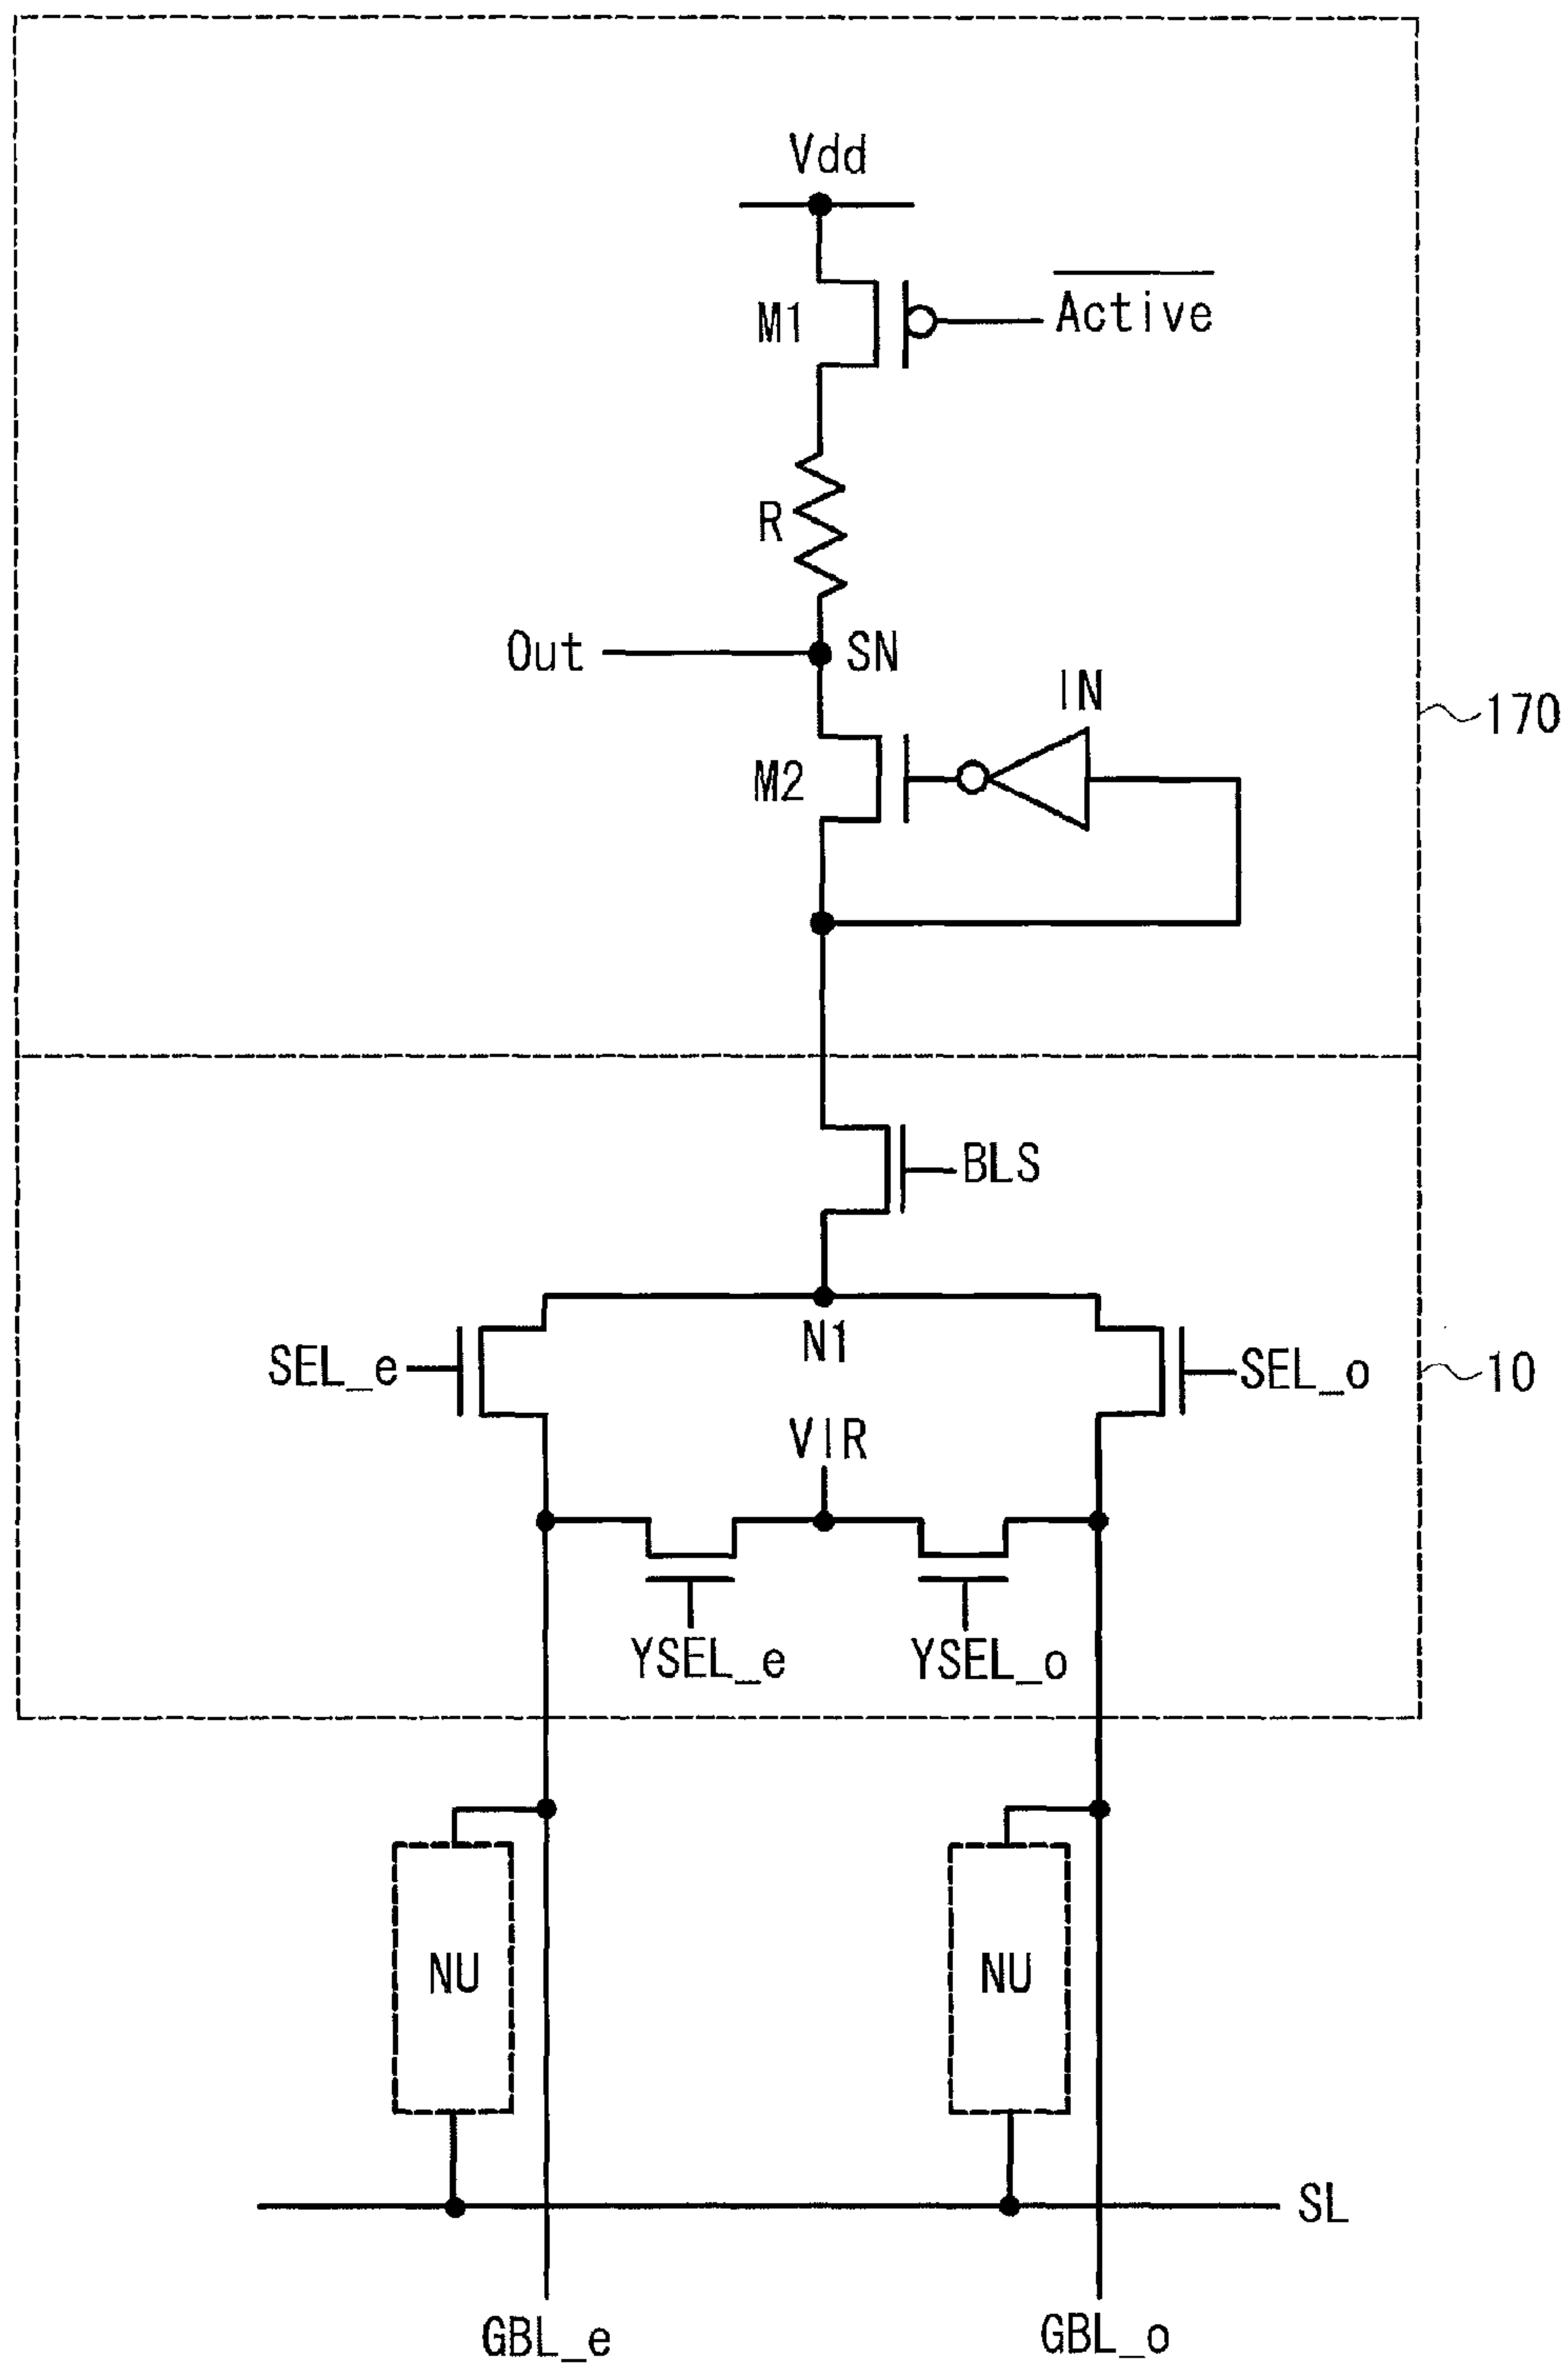 Vdd
M1
Active
R
Out
SN
IN
170
M2
BLS
N1
SEL_e
SEL_o
10
VIR
YSEL_e
YSEL_o
NU
NU
SL
GBL_e
GBL_o